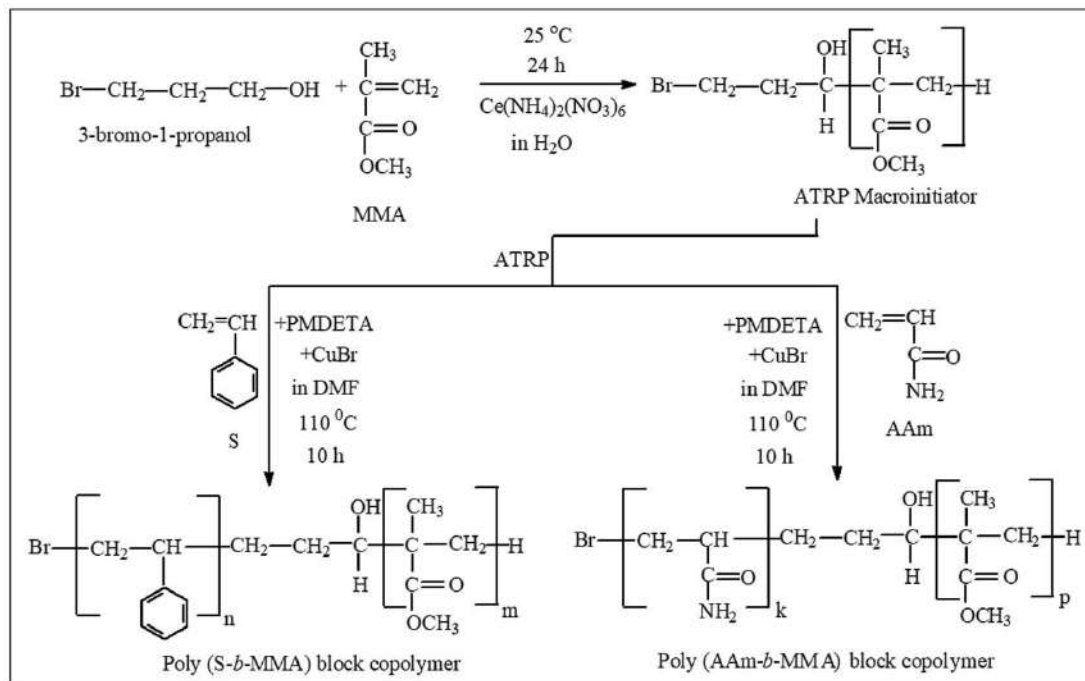 Br—CH2—CH2—CH2—OH
3-bromo-1-propanol
+
CH3
C=CH2
C=O
OCH3
MMA
25 °C
24 h
Ce(NH4)2(NO3)6
in H2O
OH CH3
Br—CH2—CH2—C—C—CH2—H
H C=O
OCH3
ATRP Macroinitiator
ATRP
CH2=CH
S
+PMDETA
+CuBr
in DMF
110 ⁰C
10 h
+PMDETA
+CuBr
in DMF
110 ⁰C
10 h
CH2=CH
C=O
NH2
AAm
OH CH3
Br—CH2—CH—CH2—CH2—C—C—CH2—H
H C=O
OCH3
n
m
Poly (S-b-MMA) block copolymer
OH CH3
Br—CH2—CH—CH2—CH2—C—C—CH2—H
C=O H C=O
NH2 OCH3
k
p
Poly (AAm-b-MMA) block copolymer